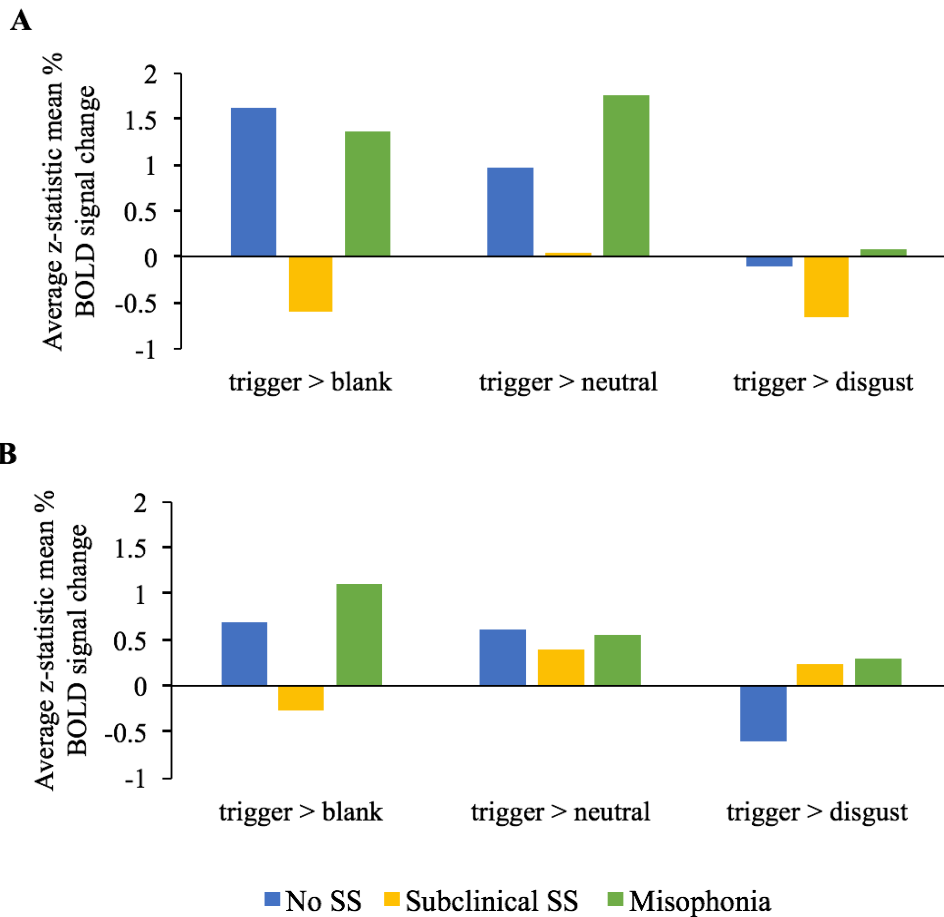 A
Average z-statistic mean %
BOLD signal change
2
1.5
1
0.5
0
-0.5
-1
trigger > blank
trigger > neutral
trigger > disgust
B
Average z-statistic mean %
BOLD signal change
2
1.5
1
0.5
0
-0.5
-1
trigger > blank
trigger > neutral
trigger > disgust
No SS
Subclinical SS
Misophonia